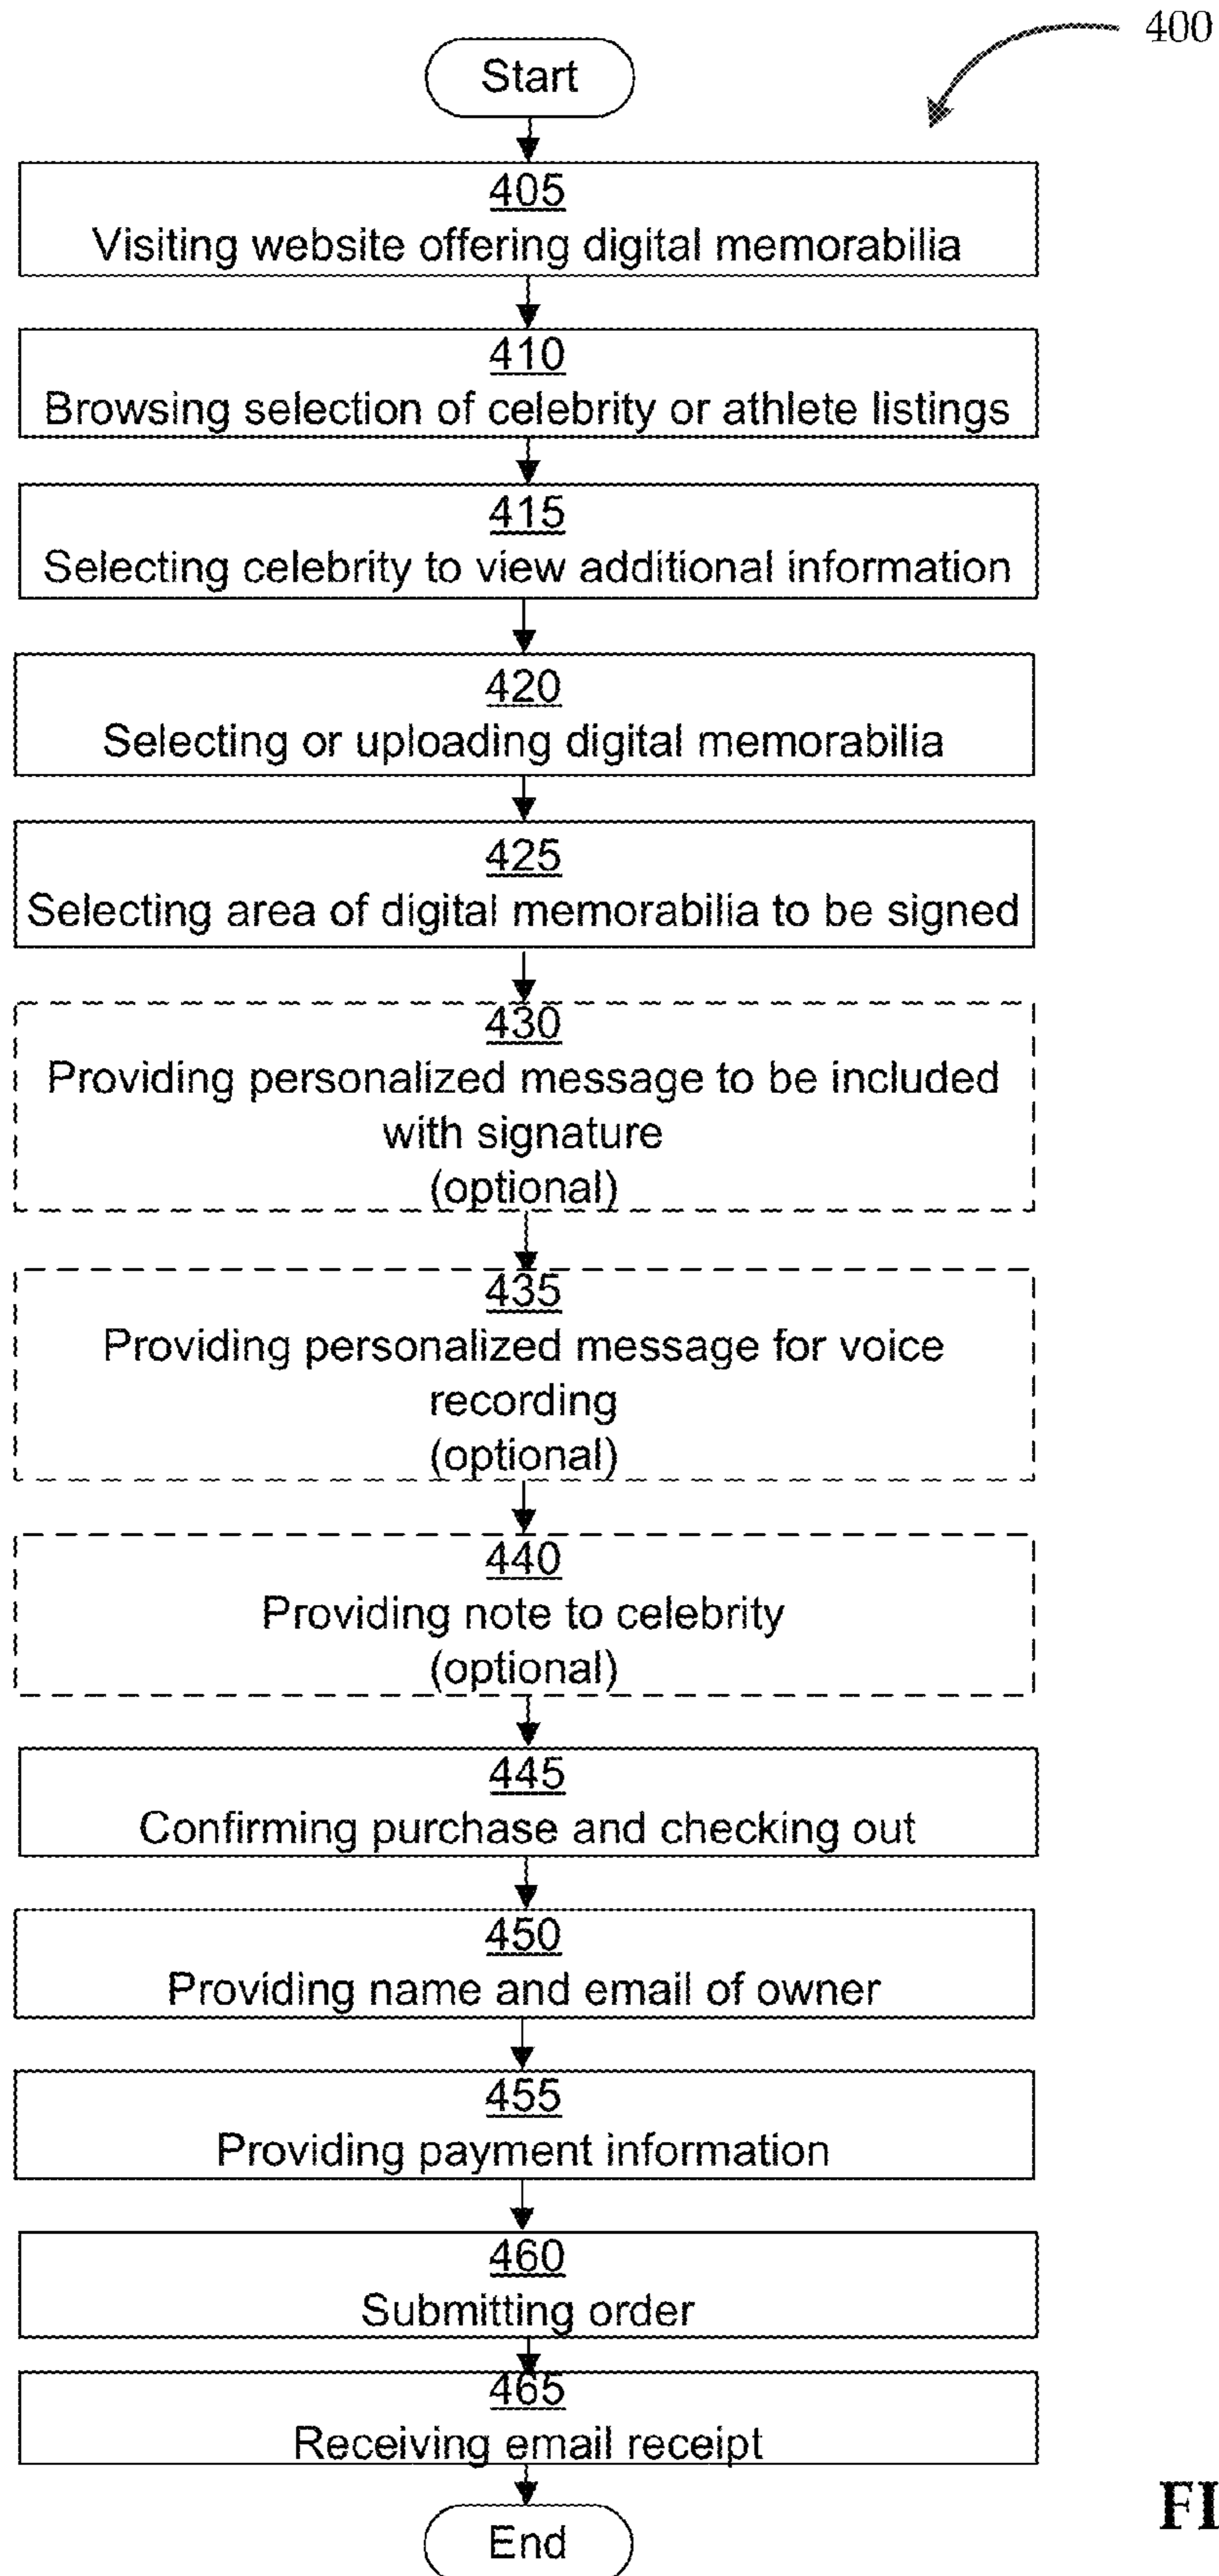 400
Start
405
Visiting website offering digital memorabilia
410
Browsing selection of celebrity or athlete listings
415
Selecting celebrity to view additional information
420
Selecting or uploading digital memorabilia
425
Selecting area of digital memorabilia to be signed
430
Providing personalized message to be included
with signature
(optional)
435
Providing personalized message for voice
recording
(optional)
440
Providing note to celebrity
(optional)
445
Confirming purchase and checking out
450
Providing name and email of owner
455
Providing payment information
460
Submitting order
465
Receiving email receipt
End